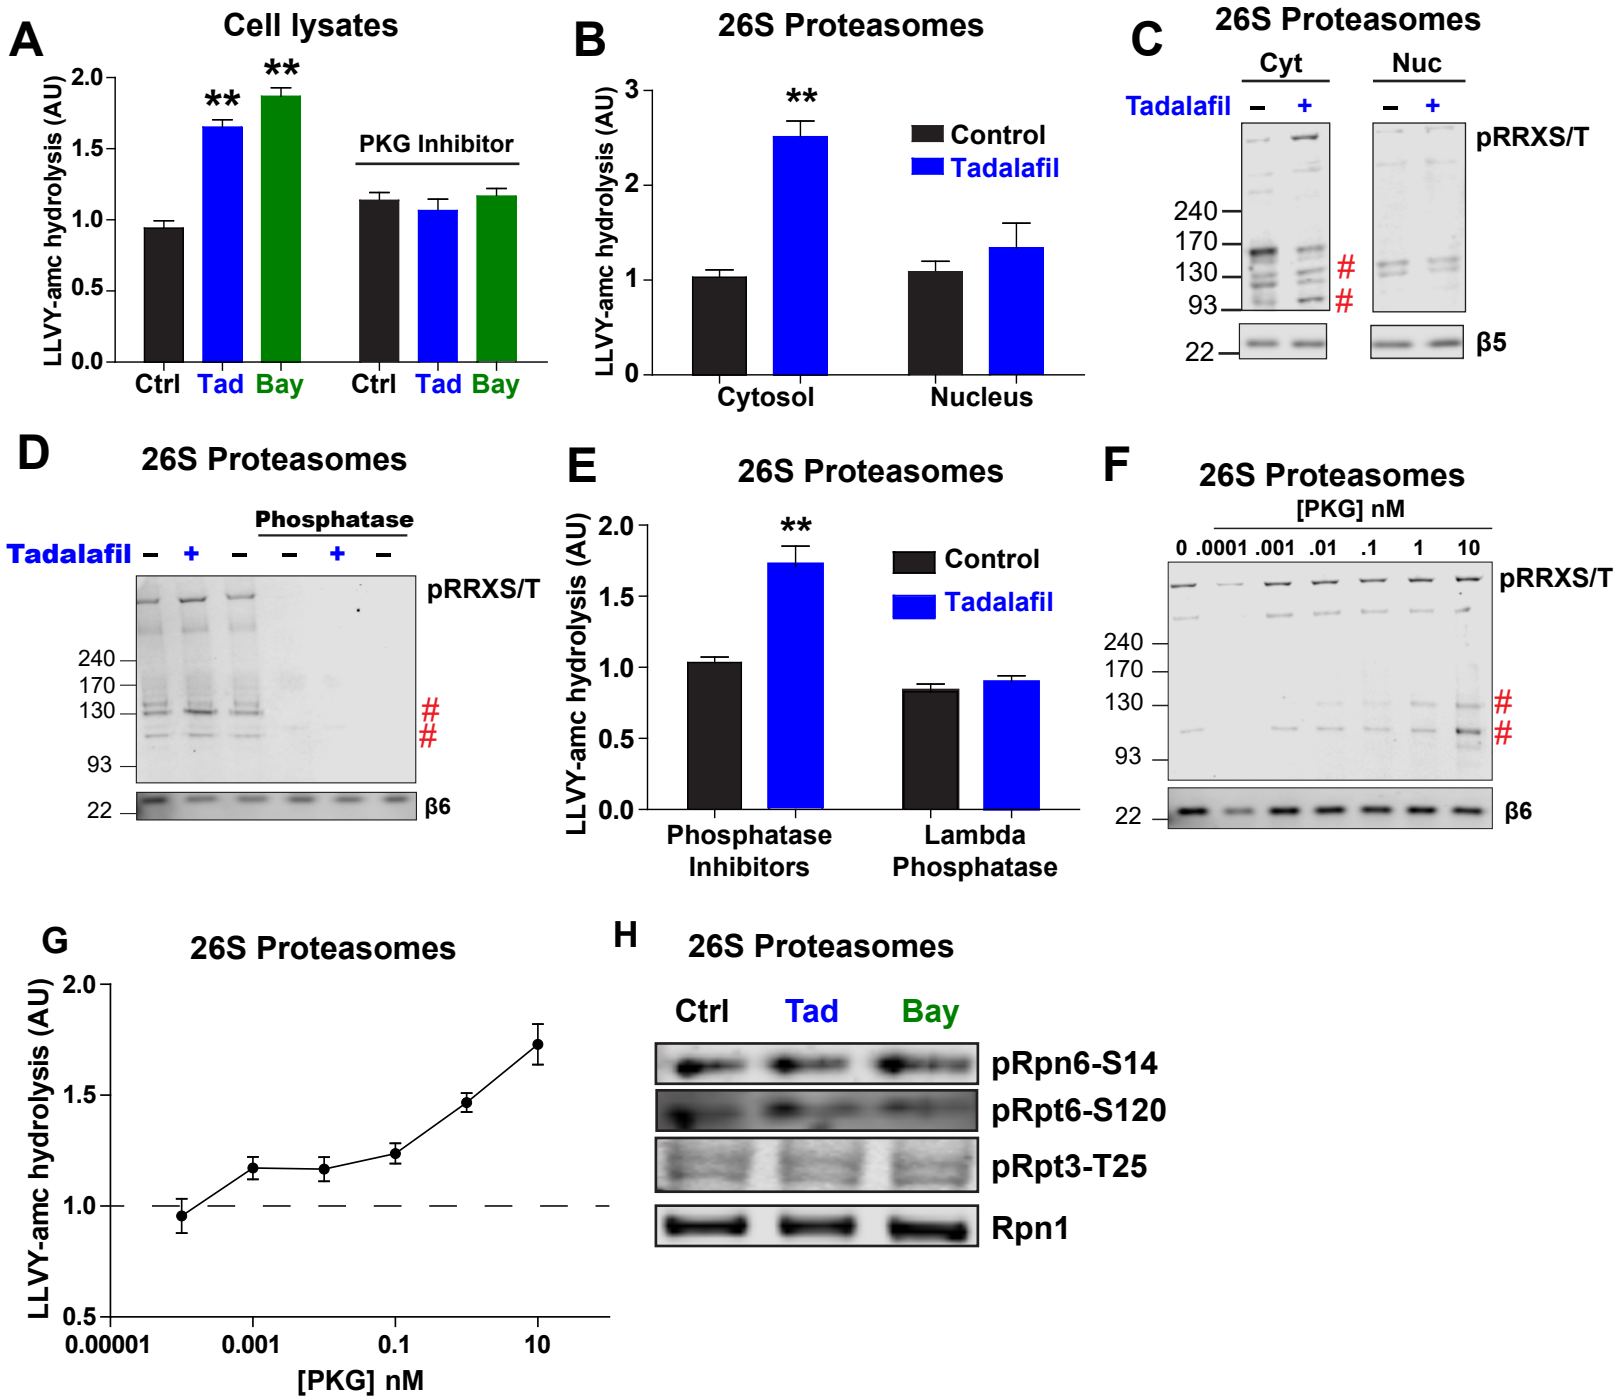 A
Cell lysates
LLVY-amc hydrolysis (AU)
2.0
1.5
1.0
0.5
0.0
**
**
PKG Inhibitor
Ctrl Tad Bay Ctrl Tad Bay
B
26S Proteasomes
LLVY-amc hydrolysis (AU)
3
2
1
0
**
Control
Tadalafil
Cytosol Nucleus
C
26S Proteasomes
Cyt Nuc
Tadalafil − + − +
pRRXS/T
240
170
130
93
22
#
#
β5
D
26S Proteasomes
Phosphatase
Tadalafil − + − − + −
pRRXS/T
240
170
130
93
22
#
#
β6
E
26S Proteasomes
LLVY-amc hydrolysis (AU)
2.0
1.5
1.0
0.5
0.0
**
Control
Tadalafil
Phosphatase Inhibitors
Lambda Phosphatase
F
26S Proteasomes
[PKG] nM
0 .0001 .001 .01 .1 1 10
pRRXS/T
240
170
130
93
22
#
#
β6
G
26S Proteasomes
LLVY-amc hydrolysis (AU)
2.0
1.5
1.0
0.5
0.00001 0.001 0.1 10
[PKG] nM
H
26S Proteasomes
Ctrl Tad Bay
pRpn6-S14
pRpt6-S120
pRpt3-T25
Rpn1